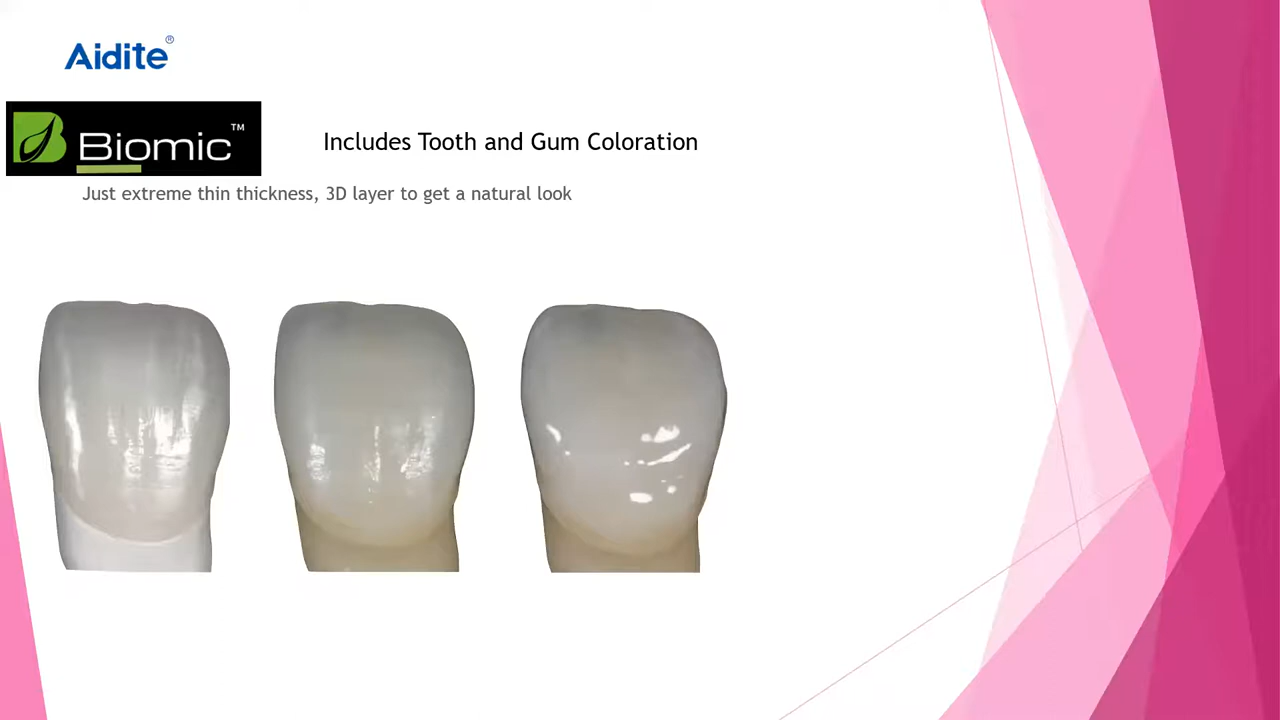 Aidite®
Biomic™
Includes Tooth and Gum Coloration
Just extreme thin thickness, 3D layer to get a natural look